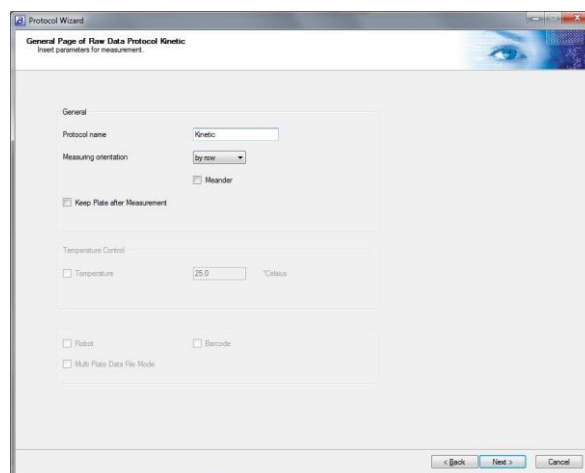 Protocol Wizard
General Page of Raw Data Protocol Kinetic
Insert parameters for measurement.
General
Protocol name Kinetic
Measuring orientation by row
Meander
Keep Plate after Measurement
Temperature Control
Temperature 25.0 °Celsius
Robot Barcode
Multi Plate Data File Mode
< Back Next > Cancel